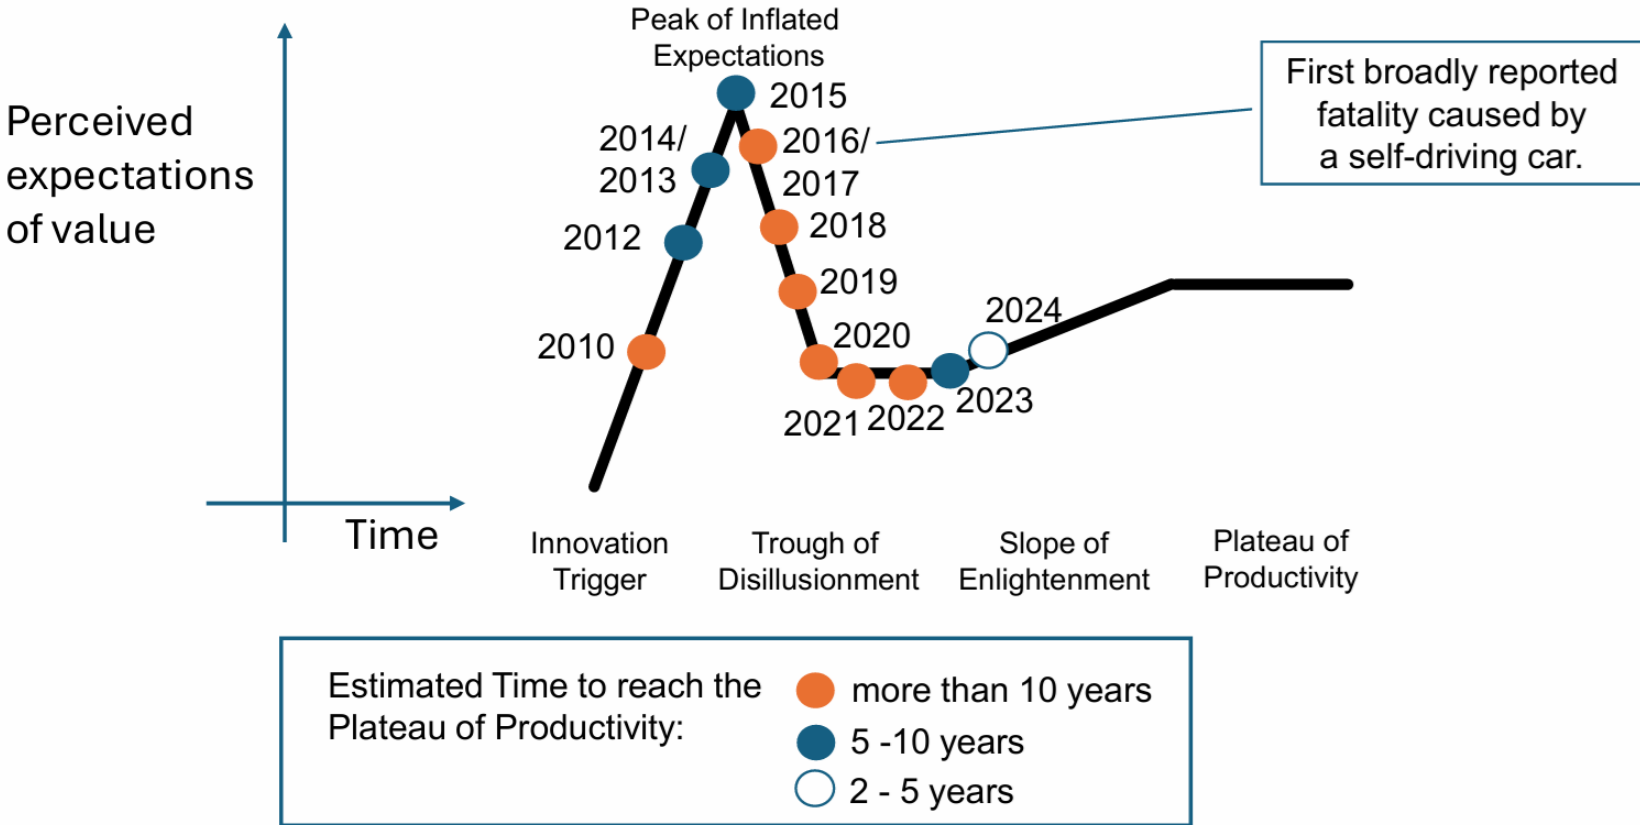 Peak of Inflated
Expectations
Perceived
expectations
of value
First broadly reported
fatality caused by
a self-driving car.
2015
2014/
2013
2016/
2017
2012
2018
2019
2010
2020
2024
2021
2022
2023
Time
Innovation
Trigger
Trough of
Disillusionment
Slope of
Enlightenment
Plateau of
Productivity
Estimated Time to reach the
Plateau of Productivity:
more than 10 years
5 -10 years
2 - 5 years